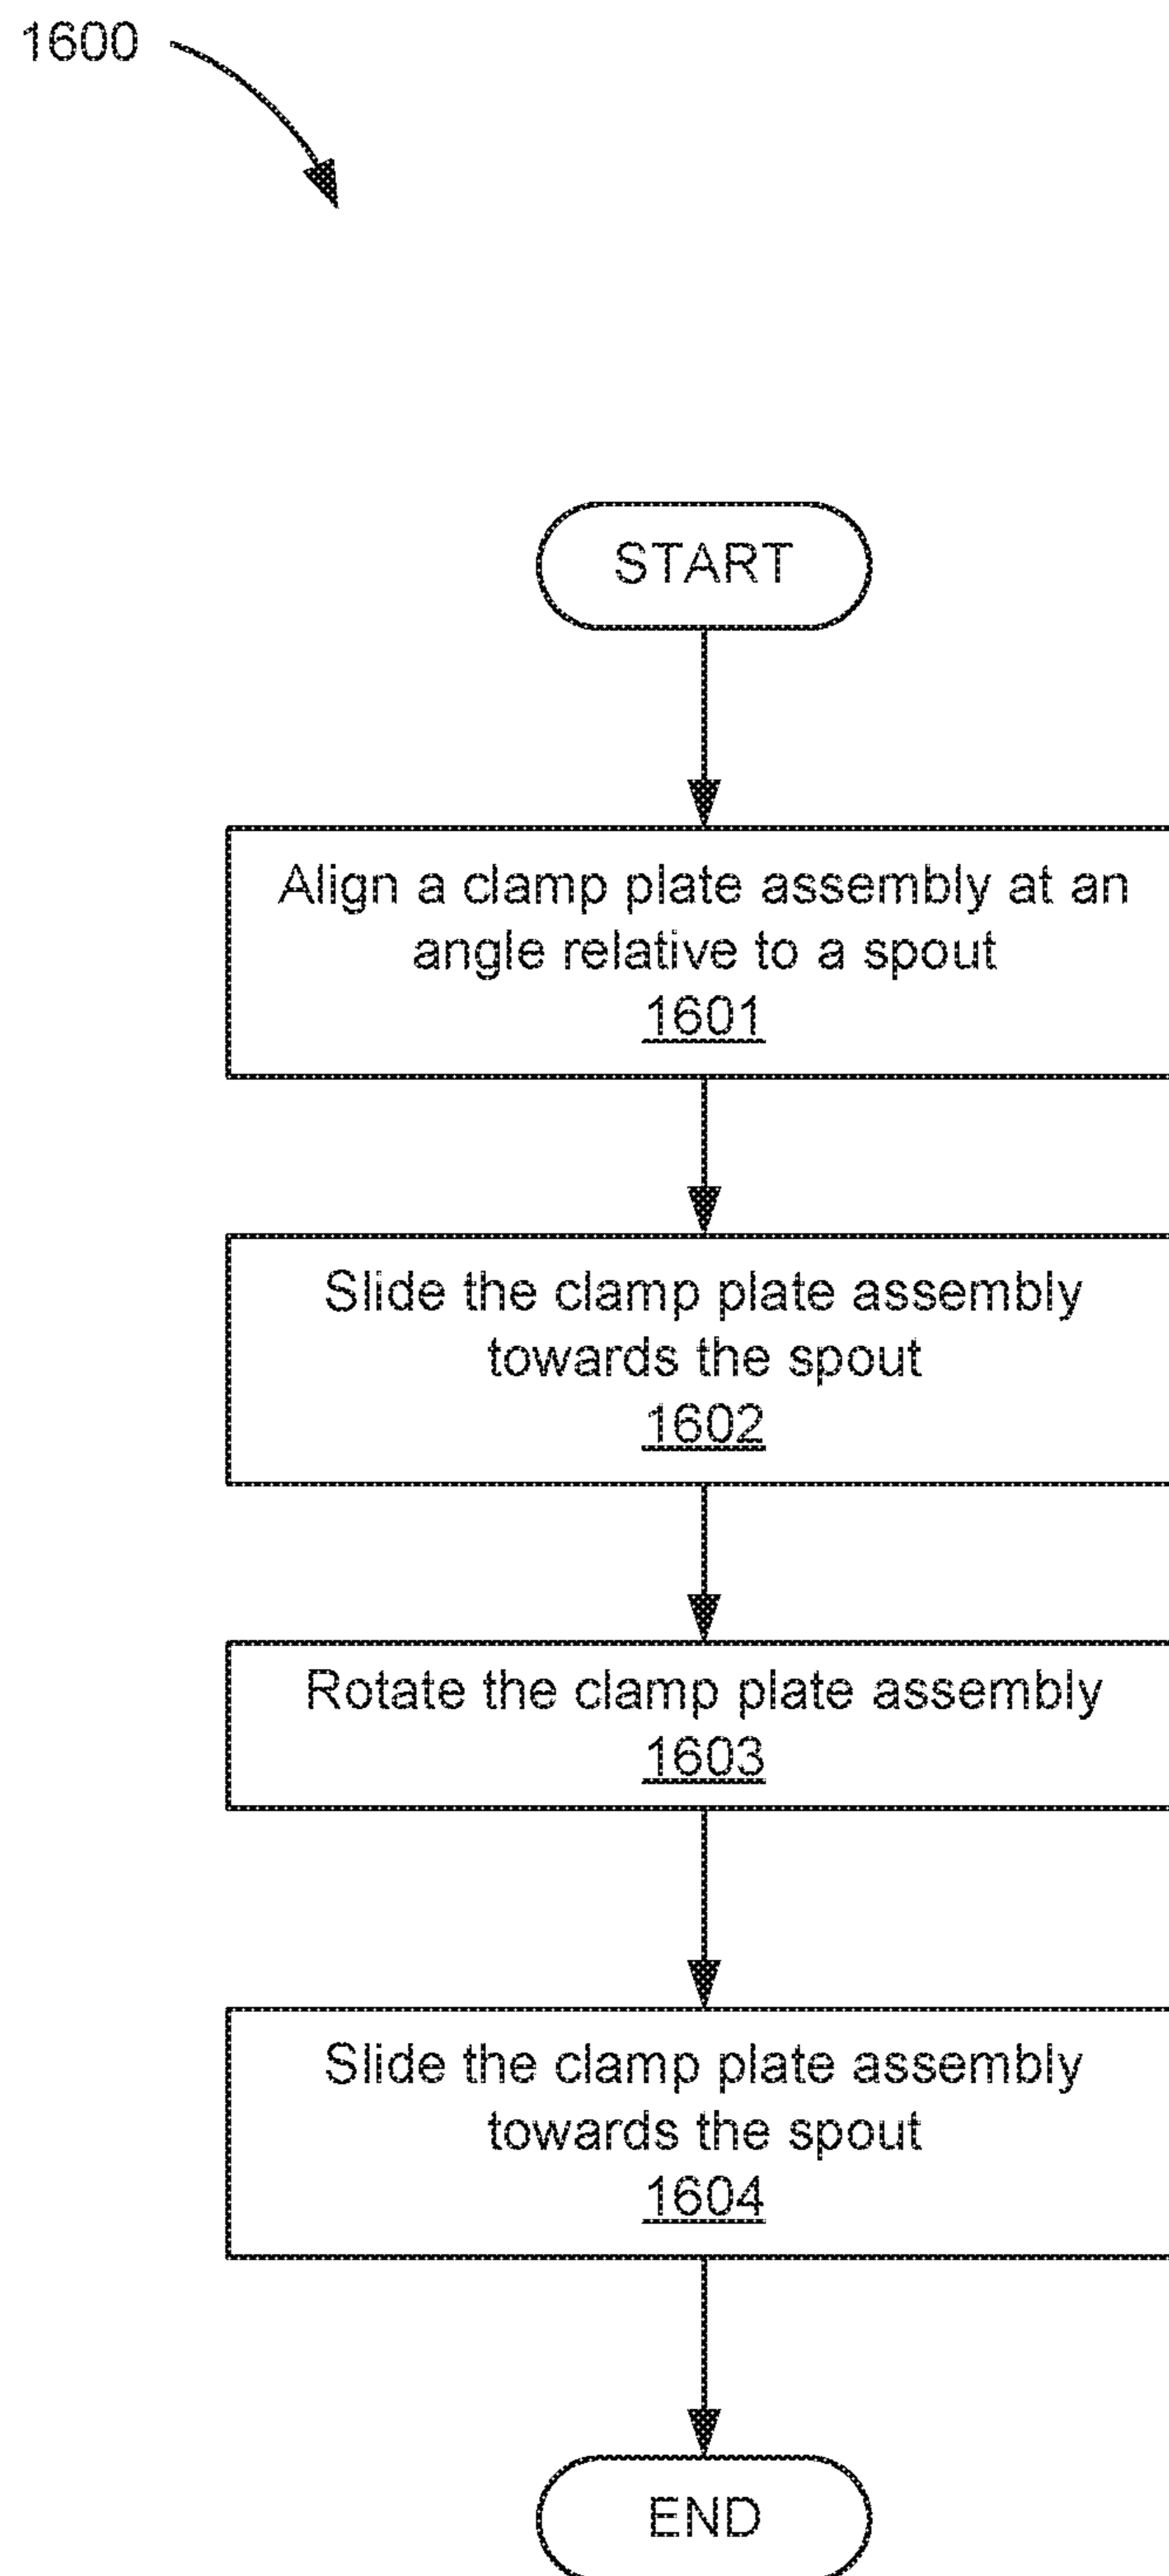 1600
START
Align a clamp plate assembly at an
angle relative to a spout
1601
Slide the clamp plate assembly
towards the spout
1602
Rotate the clamp plate assembly
1603
Slide the clamp plate assembly
towards the spout
1604
END